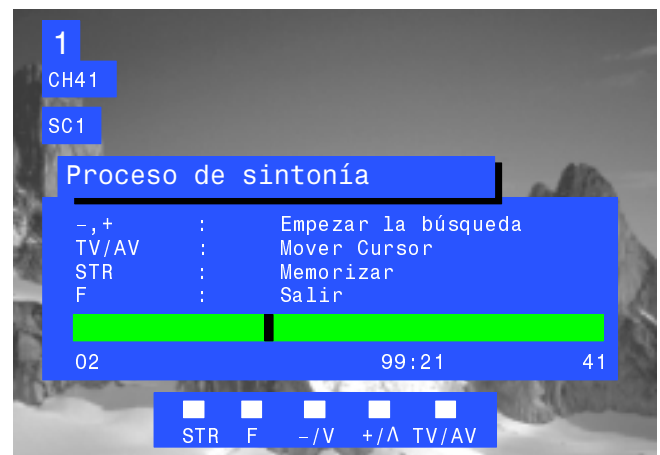 1
CH41
SC1
Proceso de sintonía
–,+ : Empezar la búsqueda
TV/AV : Mover Cursor
STR : Memorizar
F : Salir
02 99:21 41
STR F –/V +/Λ TV/AV